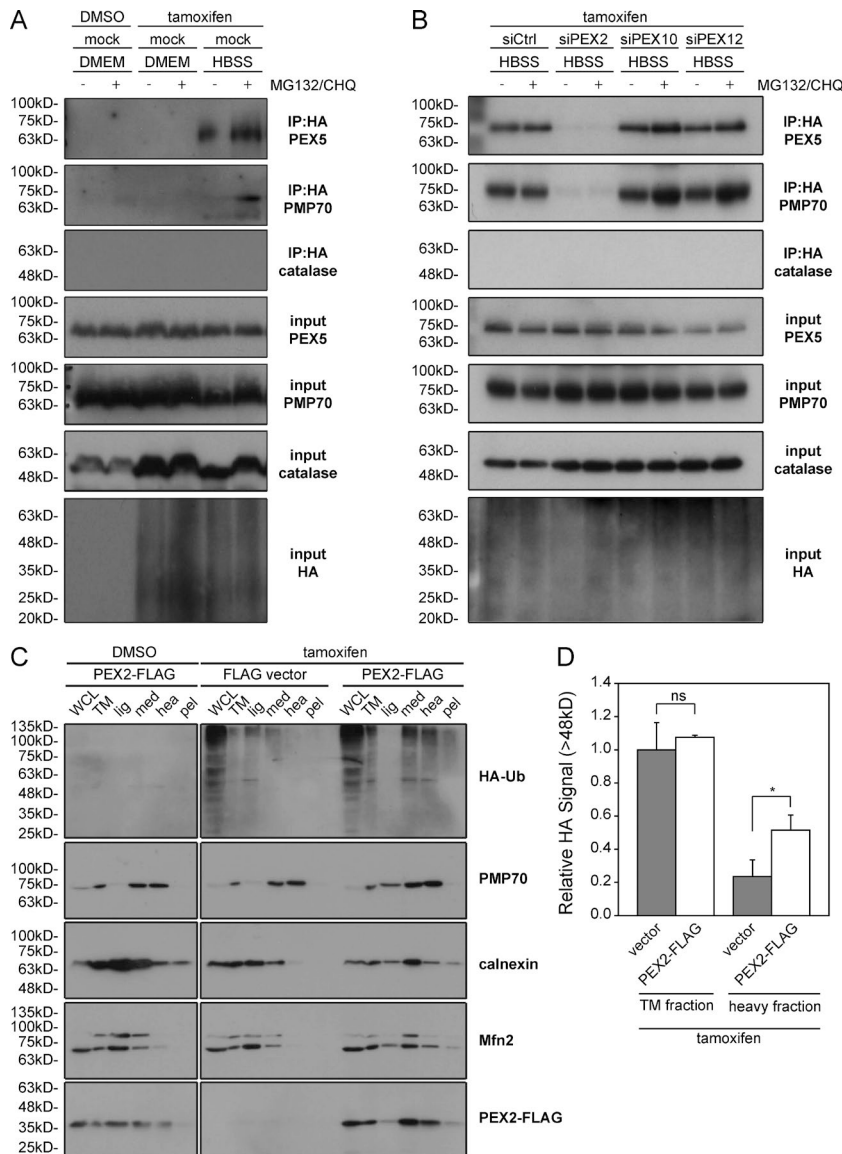 A
DMSO tamoxifen
mock mock mock
DMEM DMEM HBSS
- + - + - + MG132/CHQ
100kD-
75kD-
63kD-
IP:HA
PEX5
100kD-
75kD-
63kD-
IP:HA
PMP70
63kD-
48kD-
IP:HA
catalase
100kD-
75kD-
63kD-
input
PEX5
100kD-
75kD-
63kD-
input
PMP70
63kD-
48kD-
input
catalase
63kD-
48kD-
35kD-
25kD-
20kD-
input
HA
B
tamoxifen
siCtrl siPEX2 siPEX10 siPEX12
HBSS HBSS HBSS HBSS
- + - + - + - + MG132/CHQ
100kD-
75kD-
63kD-
IP:HA
PEX5
100kD-
75kD-
63kD-
IP:HA
PMP70
63kD-
48kD-
IP:HA
catalase
100kD-
75kD-
63kD-
input
PEX5
100kD-
75kD-
63kD-
input
PMP70
63kD-
48kD-
input
catalase
63kD-
48kD-
35kD-
25kD-
20kD-
input
HA
C
DMSO tamoxifen
PEX2-FLAG FLAG vector PEX2-FLAG
WCL TM lig med hea pel WCL TM lig med hea pel WCL TM lig med hea pel
135kD-
100kD-
75kD-
63kD-
48kD-
35kD-
25kD-
HA-Ub
100kD-
75kD-
63kD-
PMP70
100kD-
75kD-
63kD-
48kD-
calnexin
135kD-
100kD-
75kD-
63kD-
Mfn2
63kD-
48kD-
35kD-
25kD-
PEX2-FLAG
D
Relative HA Signal (>48kD)
1.4
1.2
1.0
0.8
0.6
0.4
0.2
0.0
ns
*
vector PEX2-FLAG vector PEX2-FLAG
TM fraction heavy fraction
tamoxifen